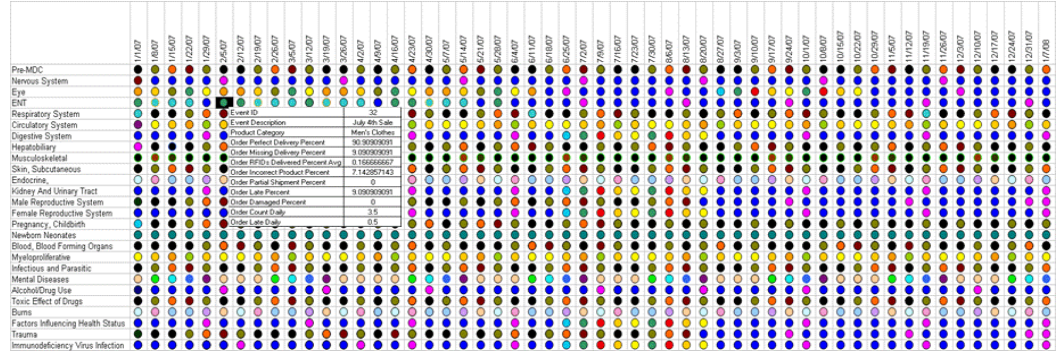 1/1/07 1/8/07 1/15/07 1/22/07 1/29/07 2/5/07 2/12/07 2/19/07 2/26/07 3/5/07 3/12/07 3/19/07 3/26/07 4/2/07 4/9/07 4/16/07 4/23/07 4/30/07 5/7/07 5/14/07 5/21/07 5/28/07 6/4/07 6/11/07 6/18/07 6/25/07 7/2/07 7/9/07 7/16/07 7/23/07 7/30/07 8/6/07 8/13/07 8/20/07 8/27/07 9/3/07 9/10/07 9/17/07 9/24/07 10/1/07 10/8/07 10/15/07 10/22/07 10/29/07 11/5/07 11/12/07 11/19/07 11/26/07 12/3/07 12/10/07 12/17/07 12/24/07 12/31/07 1/7/08
Pre-MDC
Nervous System
Eye
ENT
Respiratory System
Circulatory System
Digestive System
Hepatobiliary
Musculoskeletal
Skin, Subcutaneous
Endocrine,
Kidney And Urinary Tract
Male Reproductive System
Female Reproductive System
Pregnancy, Childbirth
Newborn Neonates
Blood, Blood Forming Organs
Myeloproliferative
Infectious and Parasitic
Mental Diseases
Alcohol/Drug Use
Toxic Effect of Drugs
Burns
Factors Influencing Health Status
Trauma
Immunodeficiency Virus Infection
Event ID 32
Event Description July 4th Sale
Product Category Men's Clothes
Order Perfect Delivery Percent 90.90909091
Order Missing Delivery Percent 9.090909091
Order RFIDs Delivered Percent Avg 0.166666667
Order Incorrect Product Percent 7.142857143
Order Partial Shipment Percent 0
Order Late Percent 9.090909091
Order Damaged Percent 0
Order Count Daily 3.5
Order Late Daily 0.5